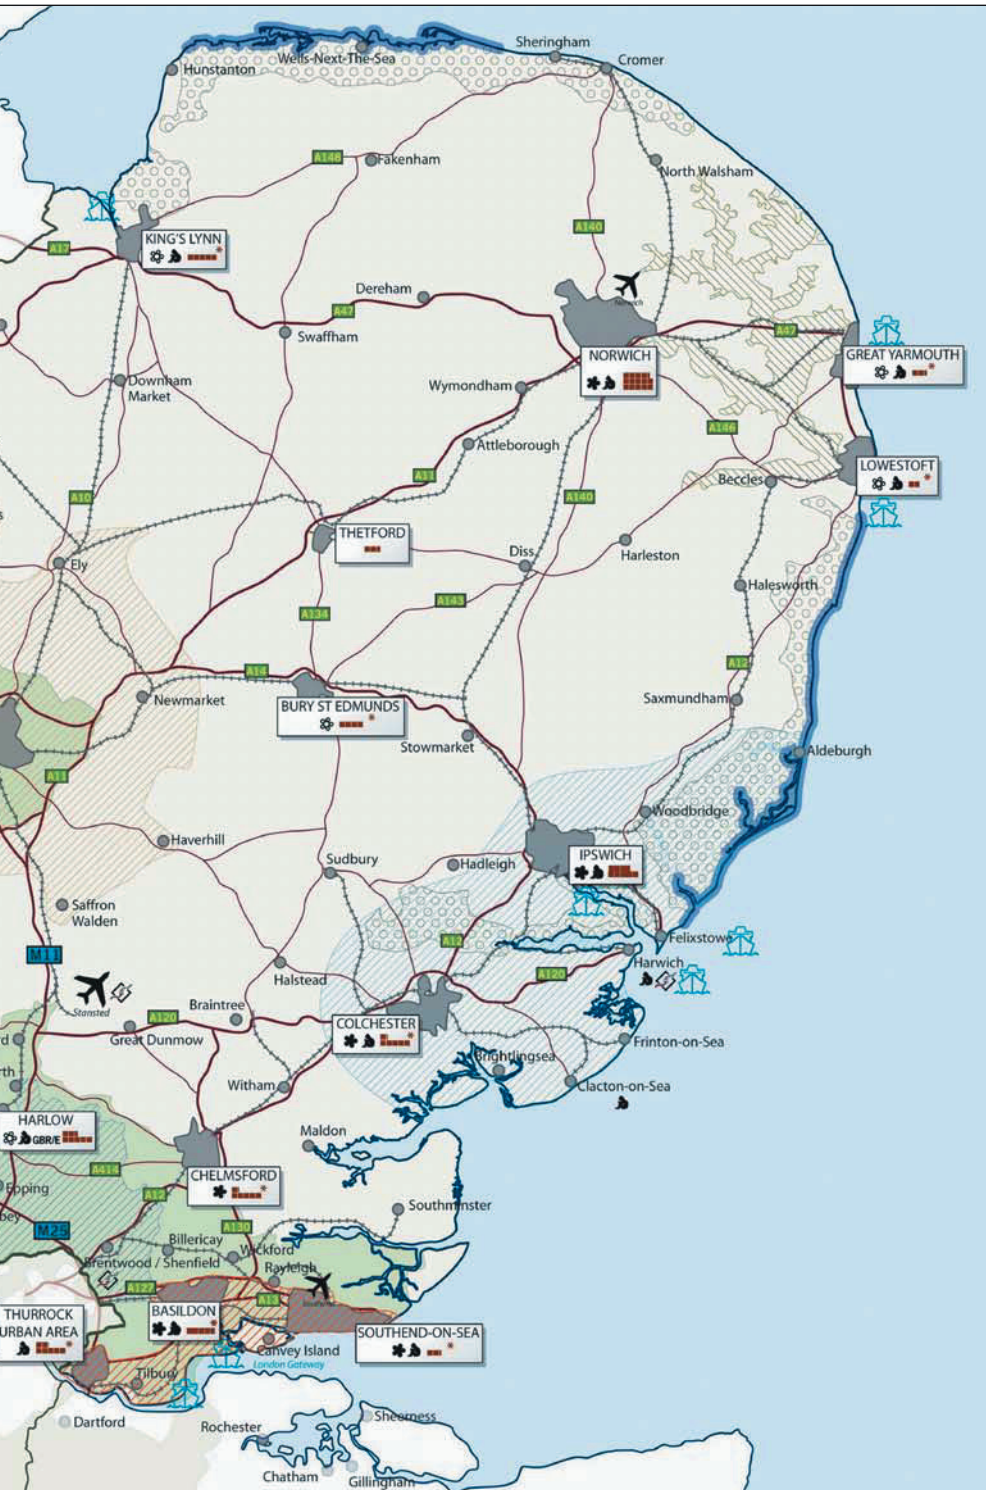 Sheringham
Wells-Next-The-Sea
Cromer
Hunstanton
A148
Fakenham
North Walsham
A140
KING'S LYNN
A17
Norwich
Dereham
A47
Swaffham
A47
NORWICH
GREAT YARMOUTH
Downham
Market
Wymondham
A146
Attleborough
LOWESTOFT
A11
Beccles
A10
A140
THETFORD
Diss
Harleston
Ely
Halesworth
A143
A134
A12
A14
Newmarket
BURY ST EDMUNDS
Saxmundham
Stowmarket
Aldeburgh
A11
Woodbridge
Haverhill
Sudbury
Hadleigh
IPSWICH
Saffron
Walden
A12
Felixstowe
M11
Harwich
Halstead
A120
Stansted
Braintree
A120
COLCHESTER
Great Dunmow
Frinton-on-Sea
rd
Brightlingsea
rth
Witham
Clacton-on-Sea
HARLOW
GBR/E
Maldon
A414
CHELMSFORD
Epping
A12
Southminster
bey
M25
A130
Billericay
Wickford
Brentwood / Shenfield
Rayleigh
A127
A13
BASILDON
THURROCK
URBAN AREA
SOUTHEND-ON-SEA
Canvey Island
London Gateway
Tilbury
Dartford
Sheerness
Rochester
Chatham
Gillingham